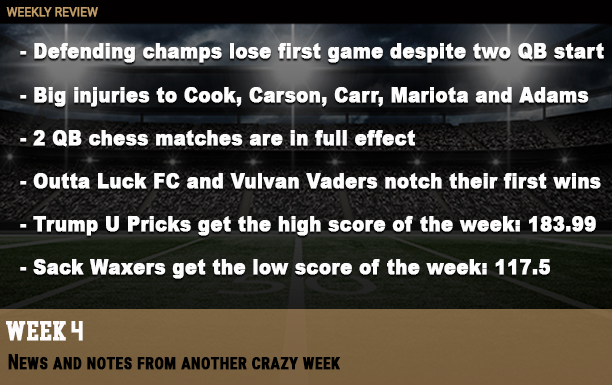 WEEKLY REVIEW
- Defending champs lose first game despite two QB start
- Big injuries to Cook, Carson, Carr, Mariota and Adams
- 2 QB chess matches are in full effect
- Outta Luck FC and Vulvan Vaders notch their first wins
- Trump U Pricks get the high score of the week: 183.99
- Sack Waxers get the low score of the week: 117.5
50
WEEK 4
NEWS AND NOTES FROM ANOTHER CRAZY WEEK